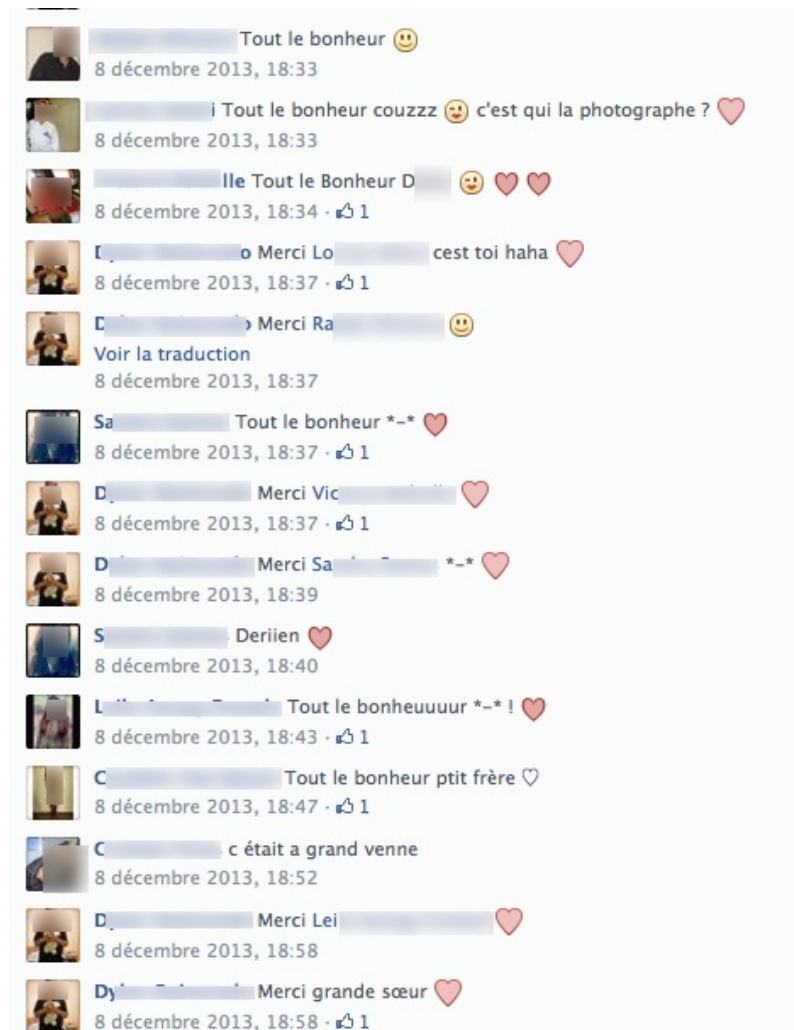 Tout le bonheur
8 décembre 2013, 18:33
i Tout le bonheur couzzz c'est qui la photographe ?
8 décembre 2013, 18:33
lle Tout le Bonheur D
8 décembre 2013, 18:34 · 1
o Merci Lo cest toi haha
8 décembre 2013, 18:37 · 1
D Merci Ra
Voir la traduction
8 décembre 2013, 18:37
Sa Tout le bonheur *-*
8 décembre 2013, 18:37 · 1
D Merci Vic
8 décembre 2013, 18:37 · 1
D Merci Sa *-*
8 décembre 2013, 18:39
S Deriien
8 décembre 2013, 18:40
L Tout le bonheuuuur *-* !
8 décembre 2013, 18:43 · 1
C Tout le bonheur ptit frère ♡
8 décembre 2013, 18:47 · 1
C c était a grand venne
8 décembre 2013, 18:52
D Merci Lei
8 décembre 2013, 18:58
Dy Merci grande sœur
8 décembre 2013, 18:58 · 1